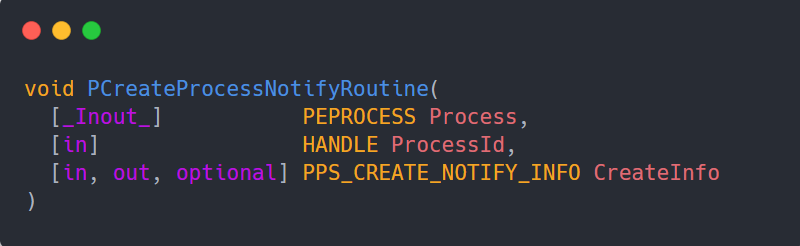 void PCreateProcessNotifyRoutine(
  [_Inout_]           PEPROCESS Process,
  [in]                HANDLE ProcessId,
  [in, out, optional] PPS_CREATE_NOTIFY_INFO CreateInfo
)